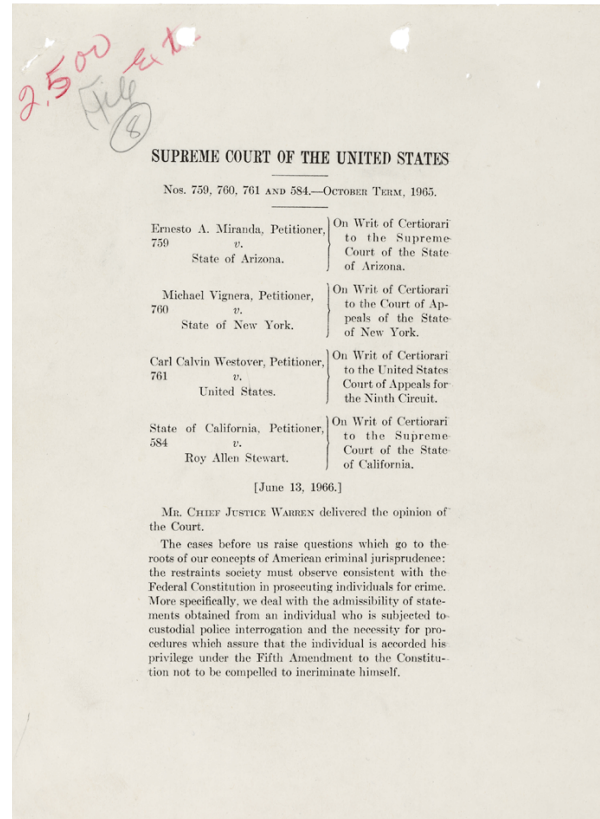 2,500 ext.
File
8
SUPREME COURT OF THE UNITED STATES
Nos. 759, 760, 761 AND 584.—OCTOBER TERM, 1965.
Ernesto A. Miranda, Petitioner,
759 v.
State of Arizona.
On Writ of Certiorari
to the Supreme
Court of the State
of Arizona.
Michael Vignera, Petitioner,
760 v.
State of New York.
On Writ of Certiorari
to the Court of Ap-
peals of the State
of New York.
Carl Calvin Westover, Petitioner,
761 v.
United States.
On Writ of Certiorari
to the United States
Court of Appeals for
the Ninth Circuit.
State of California, Petitioner,
584 v.
Roy Allen Stewart.
On Writ of Certiorari
to the Supreme
Court of the State
of California.
[June 13, 1966.]
MR. CHIEF JUSTICE WARREN delivered the opinion of
the Court.
The cases before us raise questions which go to the
roots of our concepts of American criminal jurisprudence:
the restraints society must observe consistent with the
Federal Constitution in prosecuting individuals for crime.
More specifically, we deal with the admissibility of state-
ments obtained from an individual who is subjected to
custodial police interrogation and the necessity for pro-
cedures which assure that the individual is accorded his
privilege under the Fifth Amendment to the Constitu-
tion not to be compelled to incriminate himself.